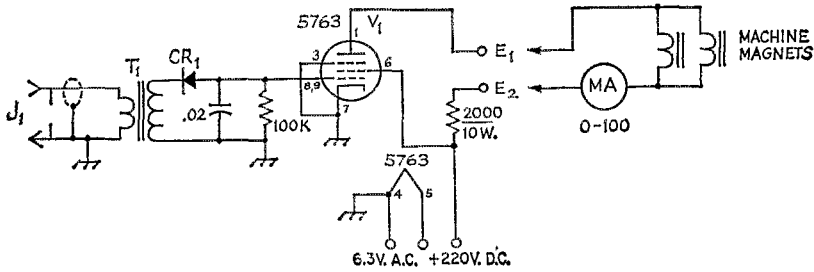 5763 V1
1
T1
CR1
3
6
8,9
7
E1
E2
MACHINE
MAGNETS
MA
0-100
J1
.02
100K
2000
10W.
5763
4
5
6.3V. A.C.
+220V. D.C.